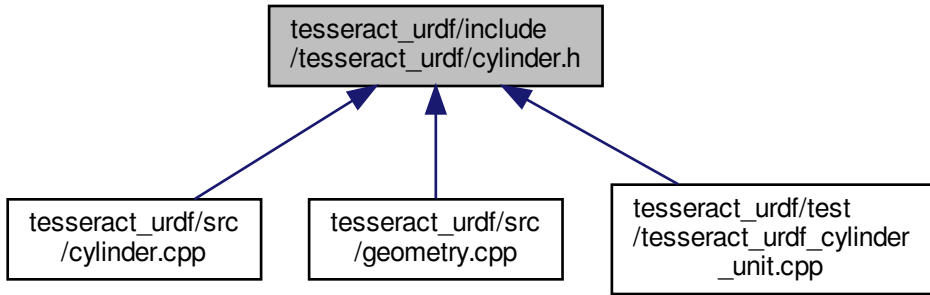 tesseract_urdf/include
/tesseract_urdf/cylinder.h
tesseract_urdf/src
/cylinder.cpp
tesseract_urdf/src
/geometry.cpp
tesseract_urdf/test
/tesseract_urdf_cylinder
_unit.cpp